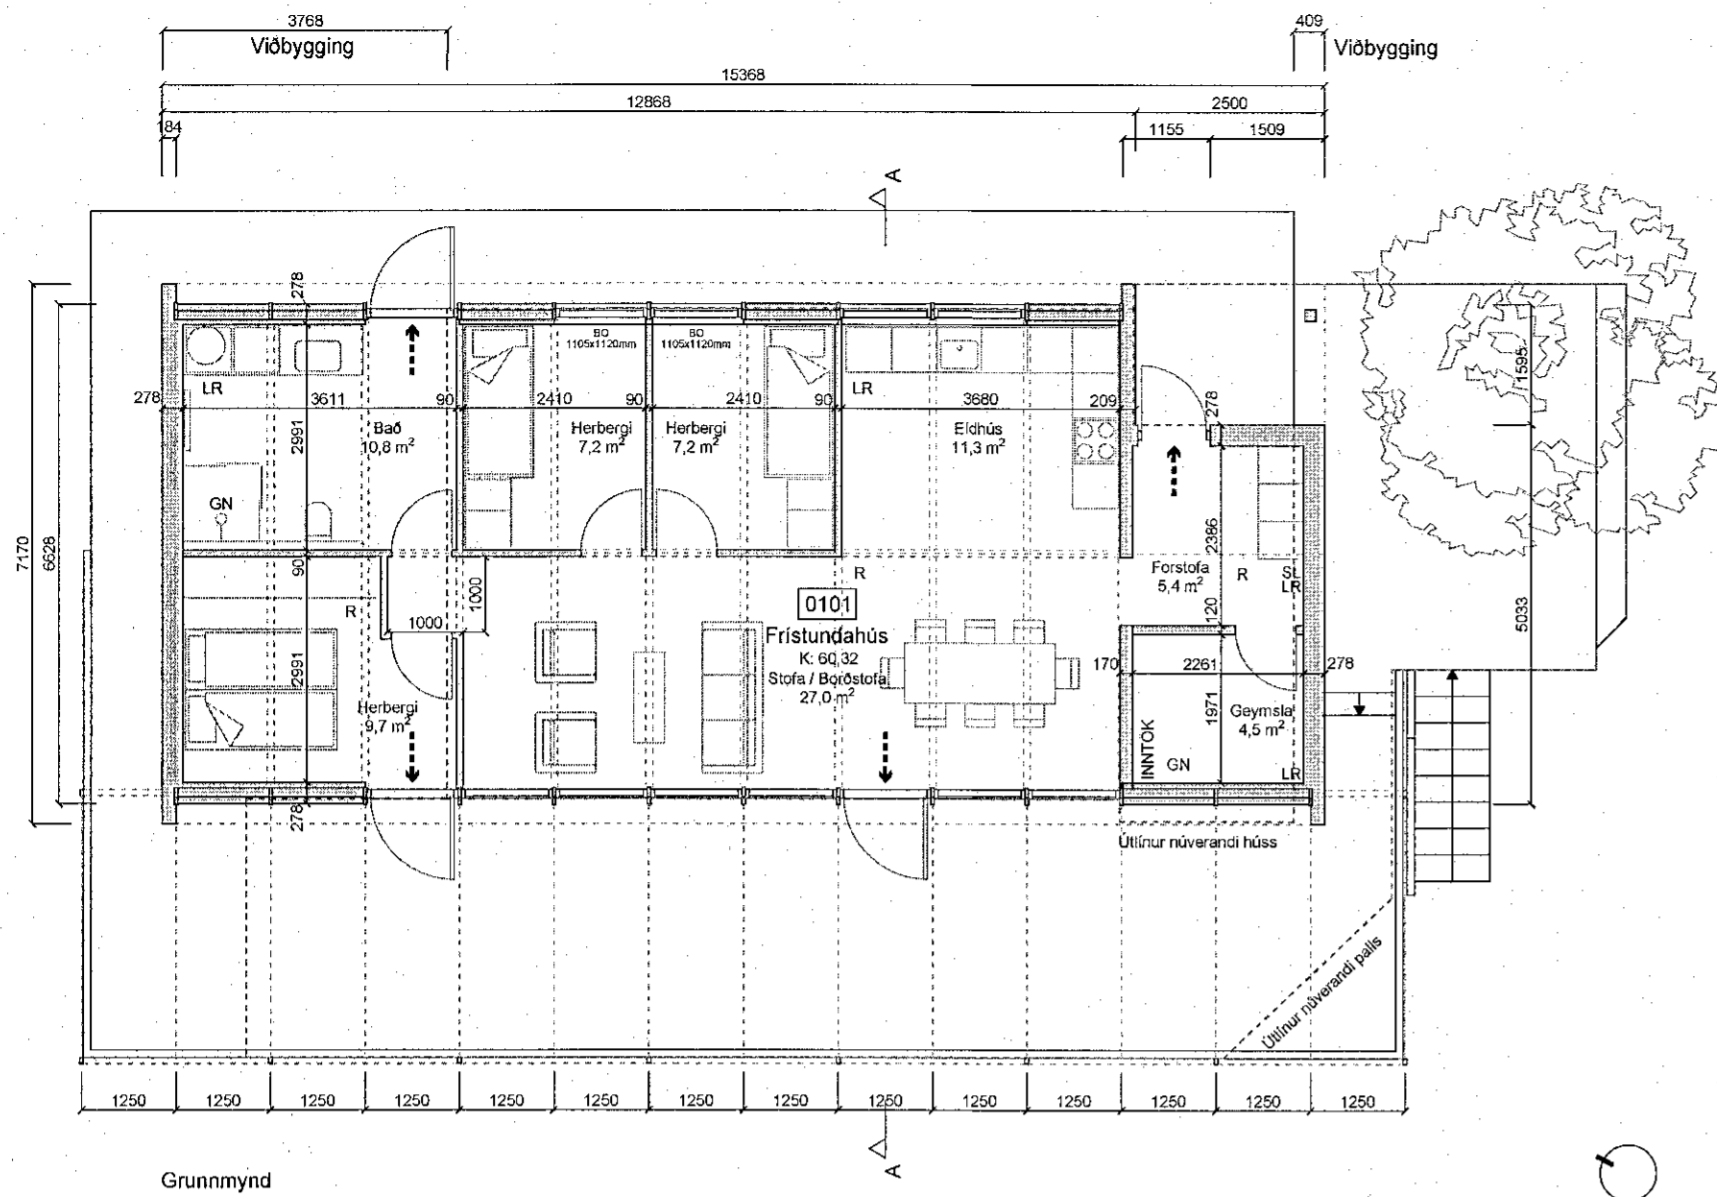 3768
409
Viðbygging
Viðbygging
15368
12868
2500
184
1155
1509
A
278
BO
1105x1120mm
BO
1105x1120mm
LR
LR
1595
278
3611
90
2410
90
2410
90
3680
209
278
Bað
10,8 m²
Herbergi
7,2 m²
Herbergi
7,2 m²
Eldhús
11,3 m²
2991
GN
2386
7170
6628
90
1000
R
Forstofa
5,4 m²
R
SL
LR
0101
R
1000
120
5033
Frístundahús
K: 60,32
Stofa / Borðstofa
27,0 m²
170
2261
278
2991
Herbergi
9,7 m²
1971
Geymsla
4,5 m²
INNTÖK
GN
LR
278
Útlínur núverandi húss
Útlínur núverandi palls
1250
1250
1250
1250
1250
1250
1250
1250
1250
1250
1250
1250
1250
1250
A
Grunnmynd